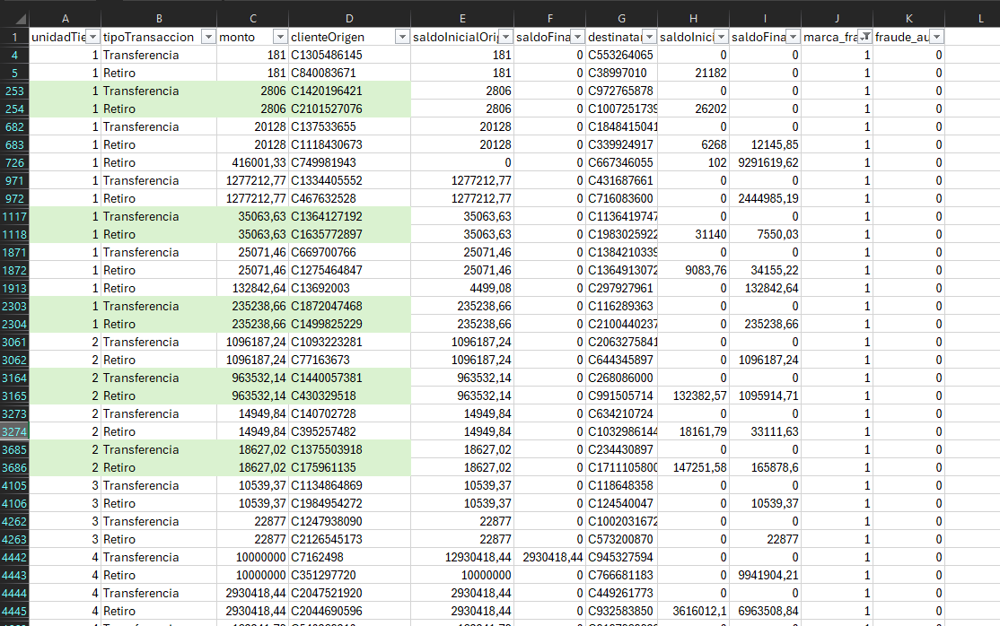 A B C D E F G H I J K L
1 unidadTie tipoTransaccion monto clienteOrigen saldoInicialOri saldoFina destinatar saldoInici saldoFina marca_fra fraude_au
4 1 Transferencia 181 C1305486145 181 0 C553264065 0 0 1 0
5 1 Retiro 181 C840083671 181 0 C38997010 21182 0 1 0
253 1 Transferencia 2806 C1420196421 2806 0 C972765878 0 0 1 0
254 1 Retiro 2806 C2101527076 2806 0 C1007251739 26202 0 1 0
682 1 Transferencia 20128 C137533655 20128 0 C1848415041 0 0 1 0
683 1 Retiro 20128 C1118430673 20128 0 C339924917 6268 12145,85 1 0
726 1 Retiro 416001,33 C749981943 0 0 C667346055 102 9291619,62 1 0
971 1 Transferencia 1277212,77 C1334405552 1277212,77 0 C431687661 0 0 1 0
972 1 Retiro 1277212,77 C467632528 1277212,77 0 C716083600 0 2444985,19 1 0
1117 1 Transferencia 35063,63 C1364127192 35063,63 0 C1136419747 0 0 1 0
1118 1 Retiro 35063,63 C1635772897 35063,63 0 C1983025922 31140 7550,03 1 0
1871 1 Transferencia 25071,46 C669700766 25071,46 0 C1384210339 0 0 1 0
1872 1 Retiro 25071,46 C1275464847 25071,46 0 C1364913072 9083,76 34155,22 1 0
1913 1 Retiro 132842,64 C13692003 4499,08 0 C297927961 0 132842,64 1 0
2303 1 Transferencia 235238,66 C1872047468 235238,66 0 C116289363 0 0 1 0
2304 1 Retiro 235238,66 C1499825229 235238,66 0 C2100440237 0 235238,66 1 0
3061 2 Transferencia 1096187,24 C1093223281 1096187,24 0 C2063275841 0 0 1 0
3062 2 Retiro 1096187,24 C77163673 1096187,24 0 C644345897 0 1096187,24 1 0
3164 2 Transferencia 963532,14 C1440057381 963532,14 0 C268086000 0 0 1 0
3165 2 Retiro 963532,14 C430329518 963532,14 0 C991505714 132382,57 1095914,71 1 0
3273 2 Transferencia 14949,84 C140702728 14949,84 0 C634210724 0 0 1 0
3274 2 Retiro 14949,84 C395257482 14949,84 0 C1032986144 18161,79 33111,63 1 0
3685 2 Transferencia 18627,02 C1375503918 18627,02 0 C234430897 0 0 1 0
3686 2 Retiro 18627,02 C175961135 18627,02 0 C1711105800 147251,58 165878,6 1 0
4105 3 Transferencia 10539,37 C1134864869 10539,37 0 C118648358 0 0 1 0
4106 3 Retiro 10539,37 C1984954272 10539,37 0 C124540047 0 10539,37 1 0
4262 3 Transferencia 22877 C1247938090 22877 0 C1002031672 0 0 1 0
4263 3 Retiro 22877 C2126545173 22877 0 C573200870 0 22877 1 0
4442 4 Transferencia 10000000 C7162498 12930418,44 2930418,44 C945327594 0 0 1 0
4443 4 Retiro 10000000 C351297720 10000000 0 C766681183 0 9941904,21 1 0
4444 4 Transferencia 2930418,44 C2047521920 2930418,44 0 C449261773 0 0 1 0
4445 4 Retiro 2930418,44 C2044690596 2930418,44 0 C932583850 3616012,1 6963508,84 1 0